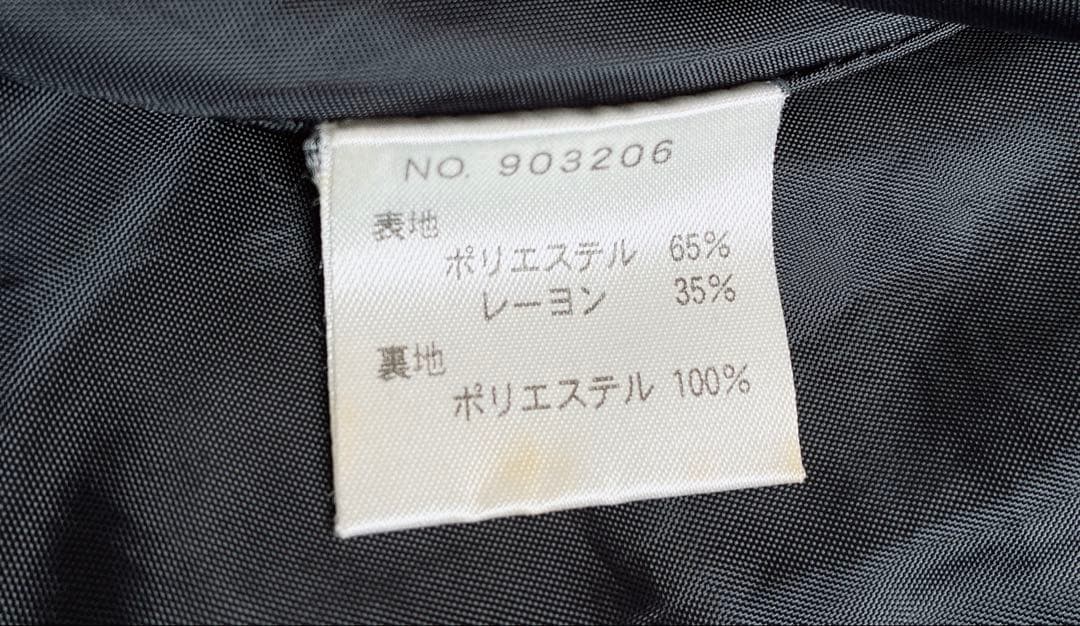 NO. 903206
表地
ポリエステル 65%
レーヨン 35%
裏地
ポリエステル 100%